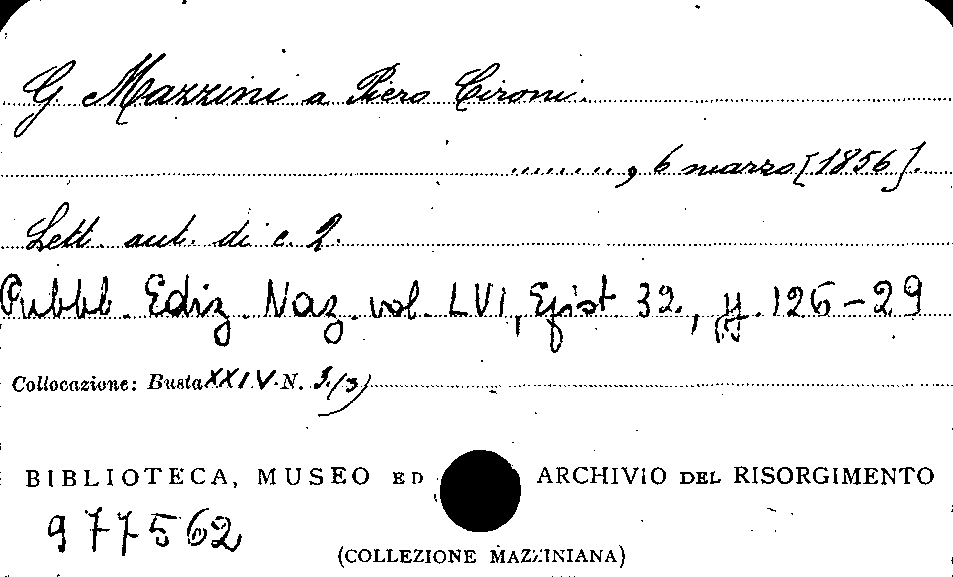 G. Mazzini a Piero Cironi.
........., 6 marzo [1856].
Lett. aut. di c. 2.
Pubbl. Ediz. Naz. vol. LVI, Epist. 32., pp. 126-29
Collocazione: Busta XXIV. N. 3/(3)
BIBLIOTECA, MUSEO ED ARCHIVIO DEL RISORGIMENTO
977562
(COLLEZIONE MAZZINIANA)